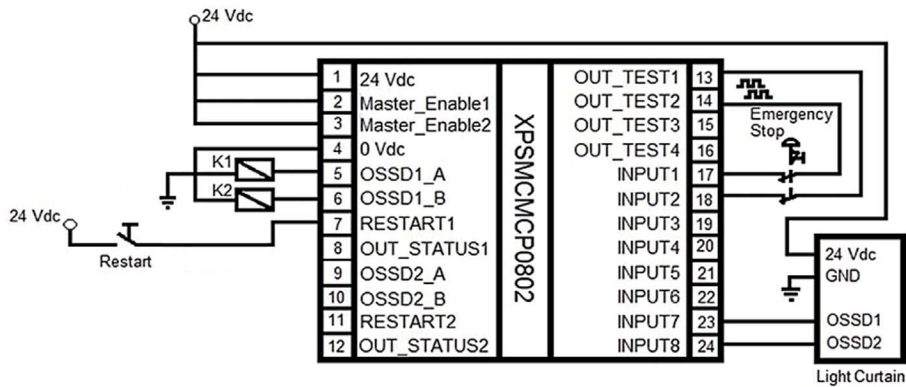 24 Vdc
1 24 Vdc
2 Master_Enable1
3 Master_Enable2
4 0 Vdc
K1
5 OSSD1_A
K2
6 OSSD1_B
24 Vdc
7 RESTART1
Restart
8 OUT_STATUS1
9 OSSD2_A
10 OSSD2_B
11 RESTART2
12 OUT_STATUS2
XPSMCMCP0802
OUT_TEST1 13
OUT_TEST2 14
OUT_TEST3 15
OUT_TEST4 16
INPUT1 17
INPUT2 18
INPUT3 19
INPUT4 20
INPUT5 21
INPUT6 22
INPUT7 23
INPUT8 24
Emergency
Stop
24 Vdc
GND
OSSD1
OSSD2
Light Curtain